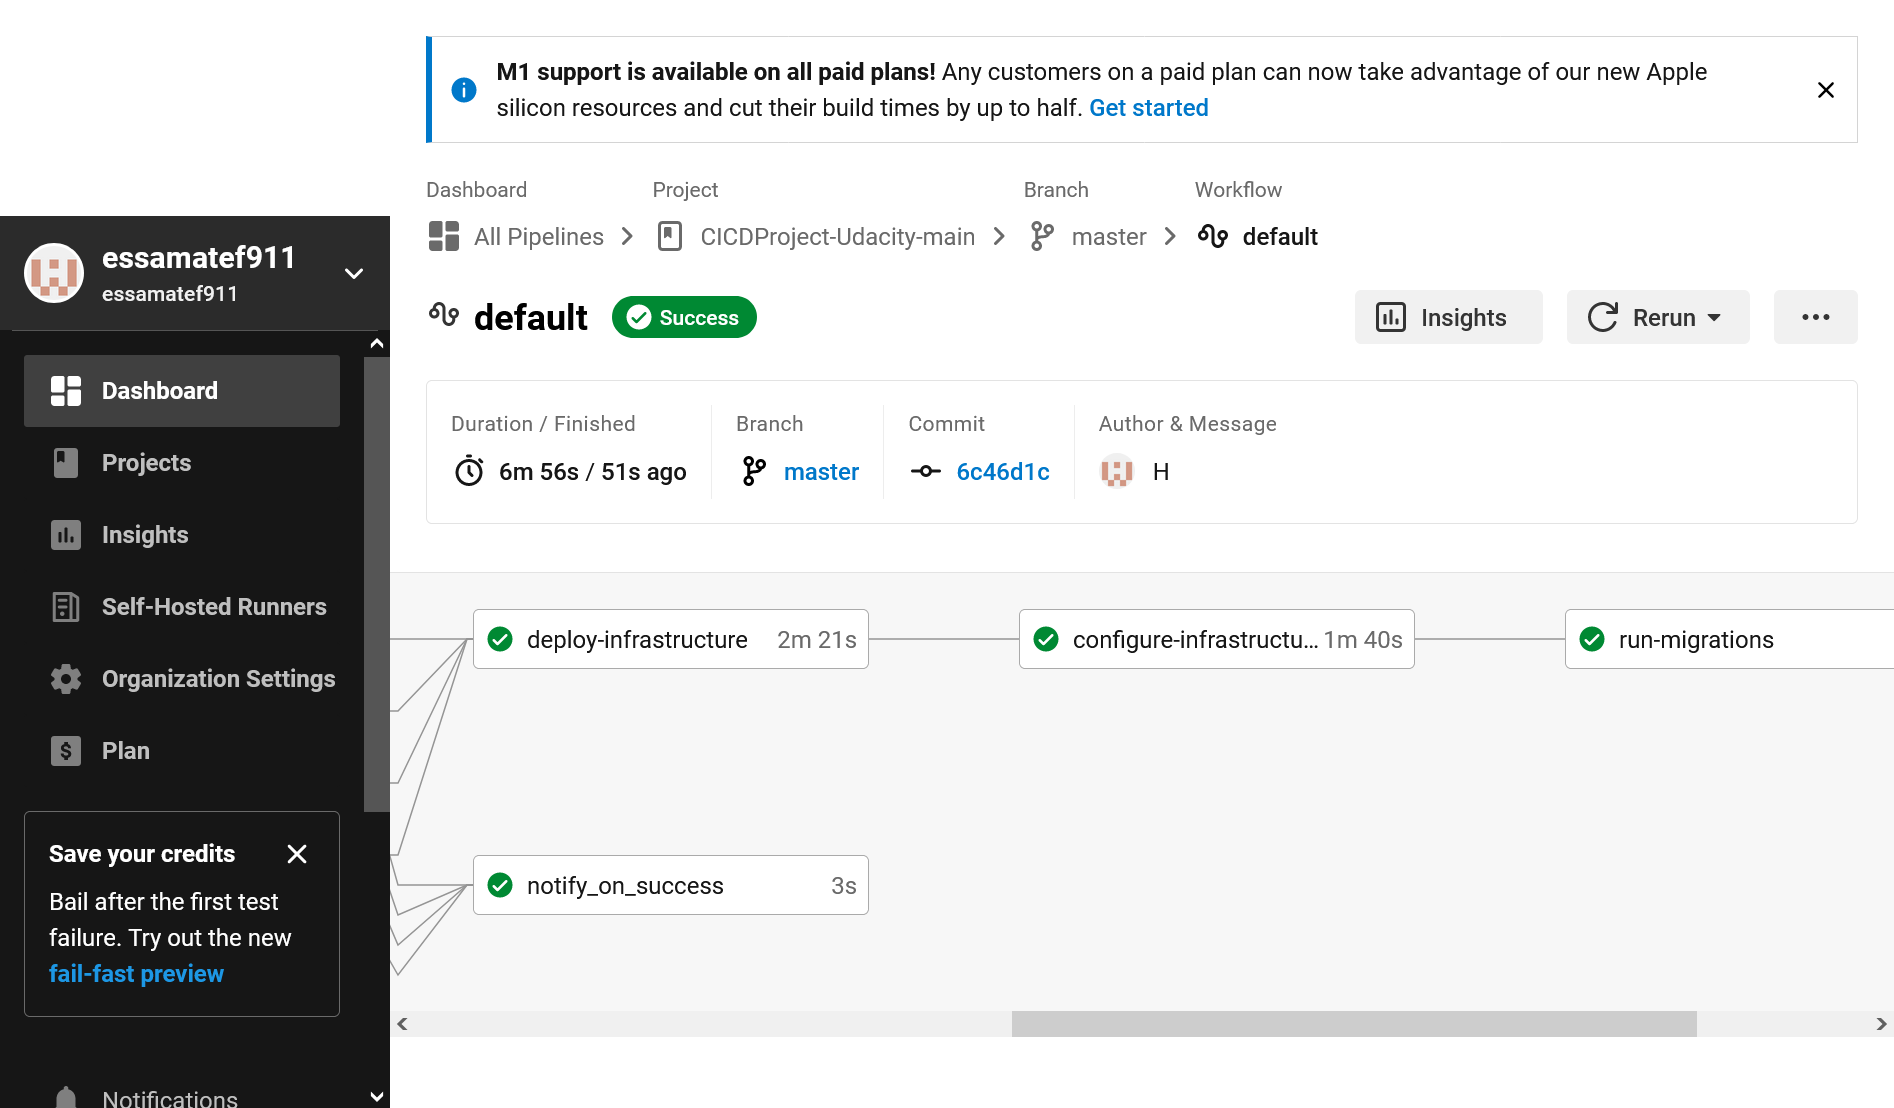 M1 support is available on all paid plans! Any customers on a paid plan can now take advantage of our new Apple
silicon resources and cut their build times by up to half. Get started
Dashboard
Project
Branch
Workflow
All Pipelines
CICDProject-Udacity-main
master
default
essamatef911
essamatef911
default
Success
Insights
Rerun
Dashboard
Projects
Insights
Self-Hosted Runners
Organization Settings
Plan
Duration / Finished
Branch
Commit
Author & Message
6m 56s / 51s ago
master
6c46d1c
H
deploy-infrastructure 2m 21s
configure-infrastructu... 1m 40s
run-migrations
notify_on_success 3s
Save your credits
Bail after the first test
failure. Try out the new
fail-fast preview
Notifications